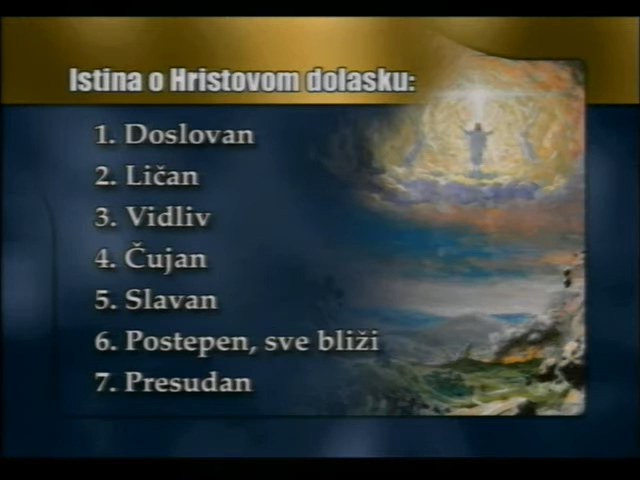 Istina o Hristovom dolasku:
1. Doslovan
2. Ličan
3. Vidliv
4. Čujan
5. Slavan
6. Postepen, sve bliži
7. Presudan